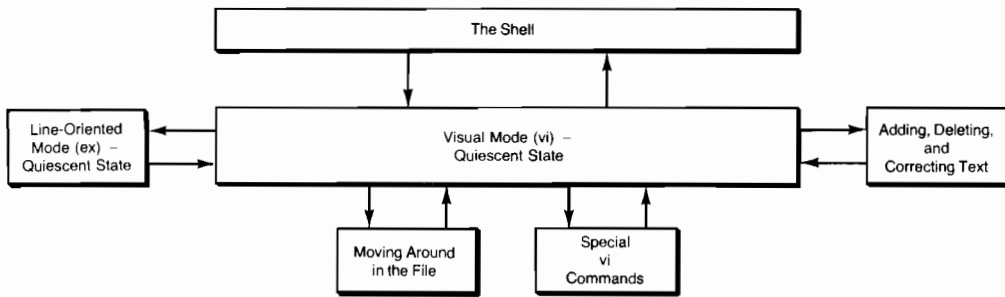 The Shell
Line-Oriented
Mode (ex) –
Quiescent State
Visual Mode (vi) –
Quiescent State
Adding, Deleting,
and
Correcting Text
Moving Around
in the File
Special
vi
Commands